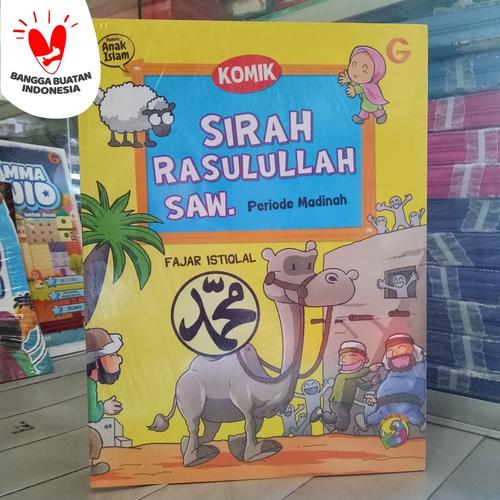 BANGGA BUATAN
INDONESIA
Komik
Anak
Islam
G
KOMIK
SIRAH
RASULULLAH
SAW. Periode Madinah
FAJAR ISTIQLAL
محمد